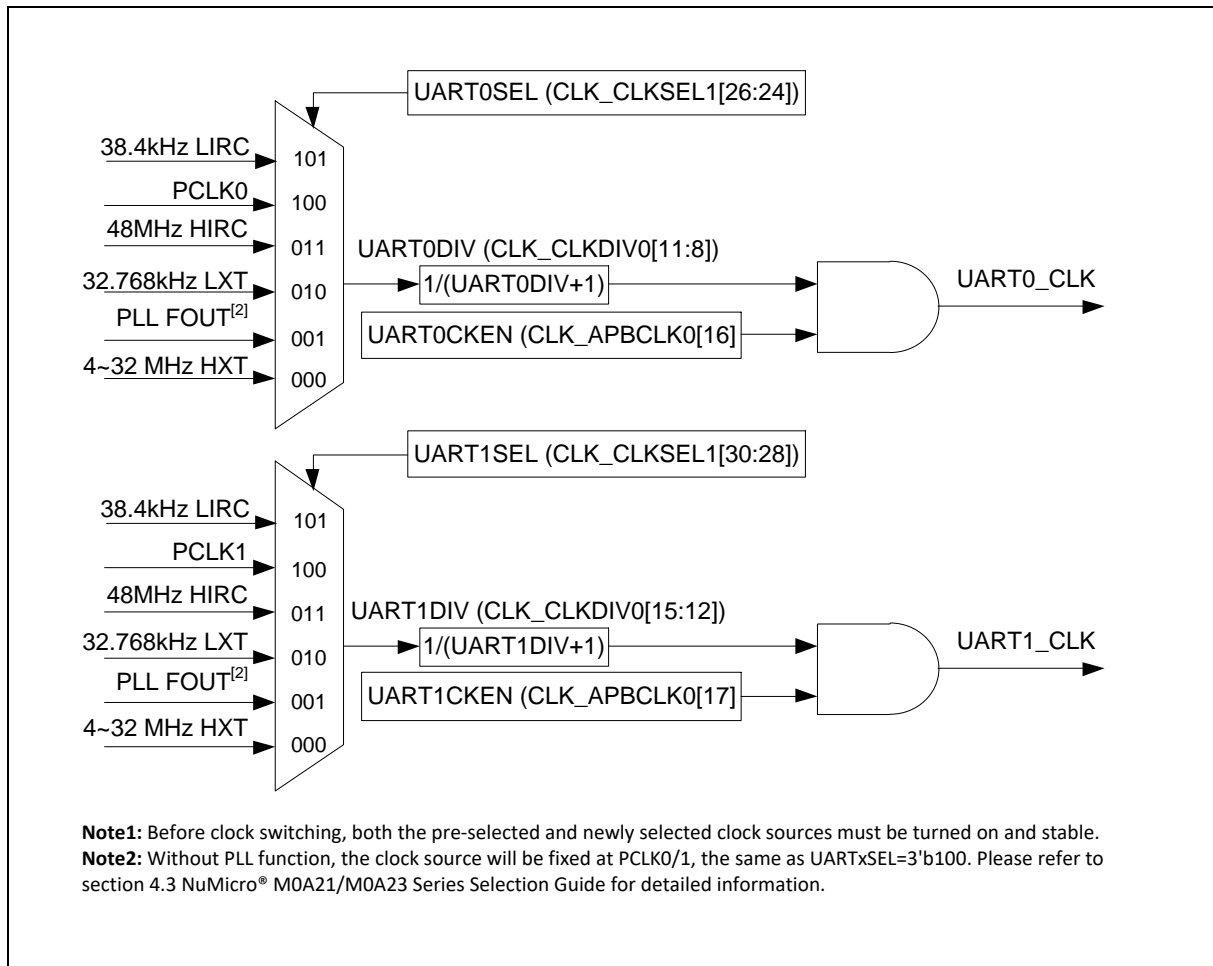 UART0SEL (CLK_CLKSEL1[26:24])
38.4kHz LIRC
101
PCLK0
100
48MHz HIRC
011
UART0DIV (CLK_CLKDIV0[11:8])
32.768kHz LXT
010
1/(UART0DIV+1)
UART0_CLK
PLL FOUT[2]
001
UART0CKEN (CLK_APBCLK0[16]
4~32 MHz HXT
000
UART1SEL (CLK_CLKSEL1[30:28])
38.4kHz LIRC
101
PCLK1
100
48MHz HIRC
011
UART1DIV (CLK_CLKDIV0[15:12])
32.768kHz LXT
010
1/(UART1DIV+1)
UART1_CLK
PLL FOUT[2]
001
UART1CKEN (CLK_APBCLK0[17]
4~32 MHz HXT
000
Note1: Before clock switching, both the pre-selected and newly selected clock sources must be turned on and stable.
Note2: Without PLL function, the clock source will be fixed at PCLK0/1, the same as UARTxSEL=3'b100. Please refer to
section 4.3 NuMicro® M0A21/M0A23 Series Selection Guide for detailed information.